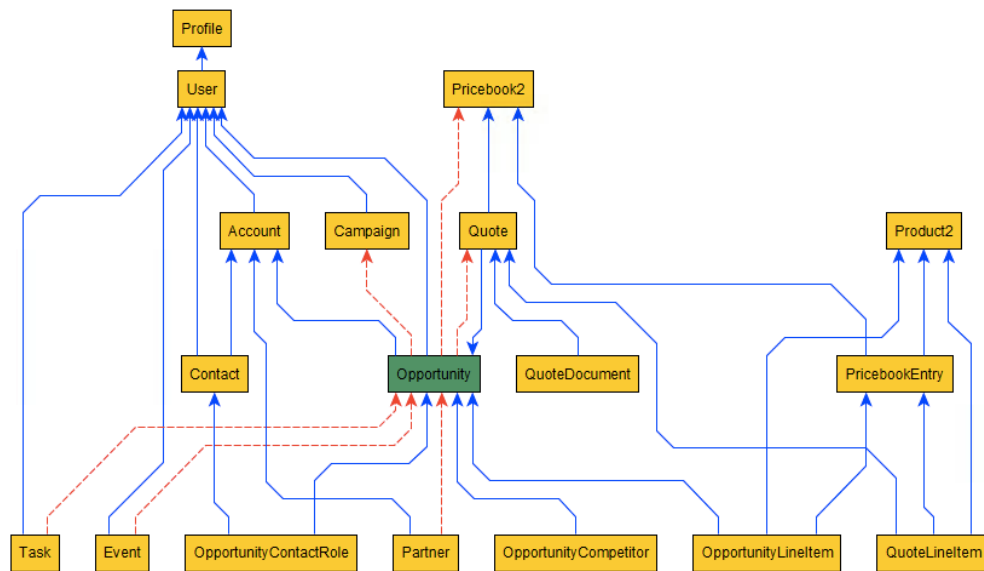 Profile
User
Pricebook2
Account
Campaign
Quote
Product2
Contact
Opportunity
QuoteDocument
PricebookEntry
Task
Event
OpportunityContactRole
Partner
OpportunityCompetitor
OpportunityLineItem
QuoteLineItem